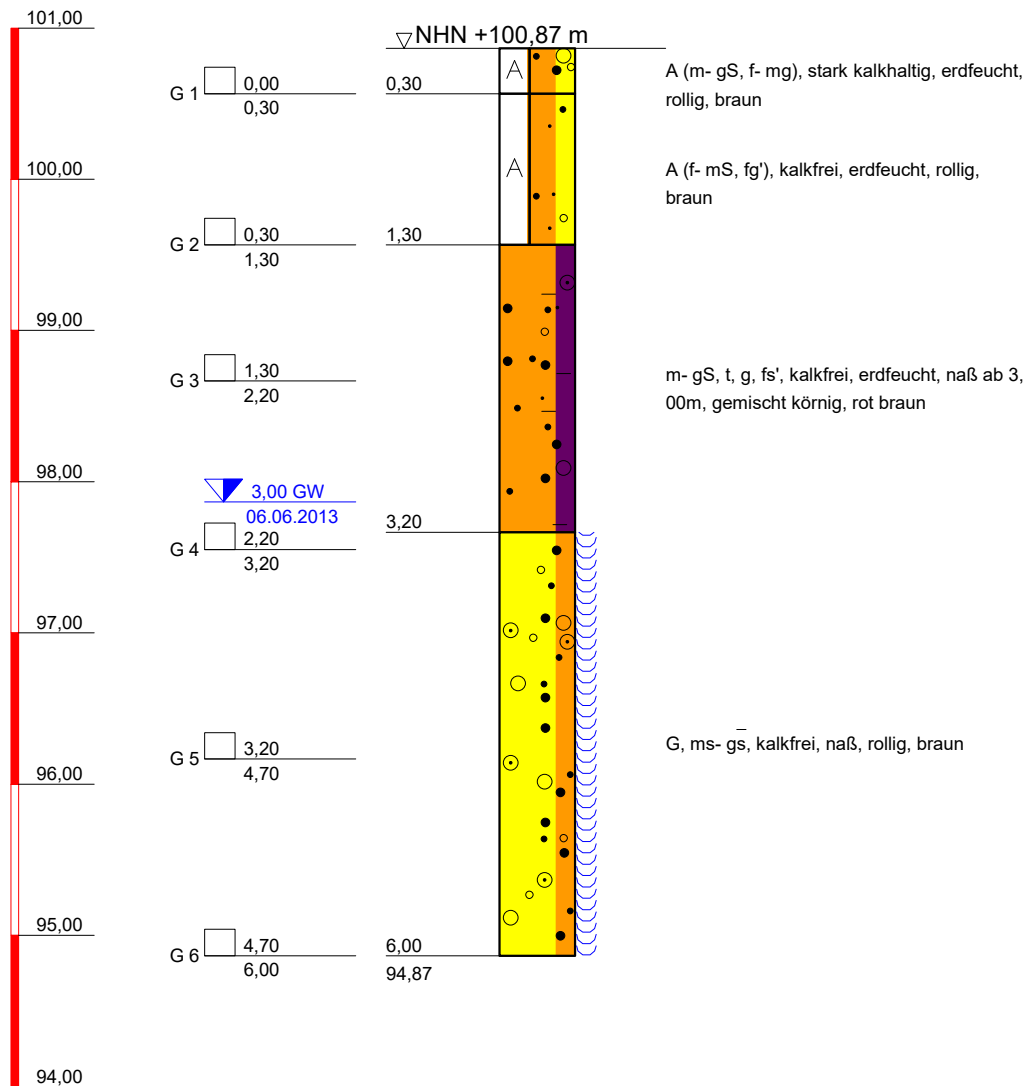 101,00
NHN +100,87 m
A
A (m- gS, f- mg), stark kalkhaltig, erdfeucht,
rollig, braun
G 1
0,00
0,30
0,30
100,00
A
A (f- mS, fg'), kalkfrei, erdfeucht, rollig,
braun
G 2
0,30
1,30
1,30
99,00
G 3
1,30
2,20
m- gS, t, g, fs', kalkfrei, erdfeucht, naß ab 3,
00m, gemischt körnig, rot braun
98,00
3,00 GW
06.06.2013
3,20
G 4
2,20
3,20
97,00
G 5
3,20
4,70
G, ms- gs̅, kalkfrei, naß, rollig, braun
96,00
95,00
G 6
4,70
6,00
6,00
94,87
94,00